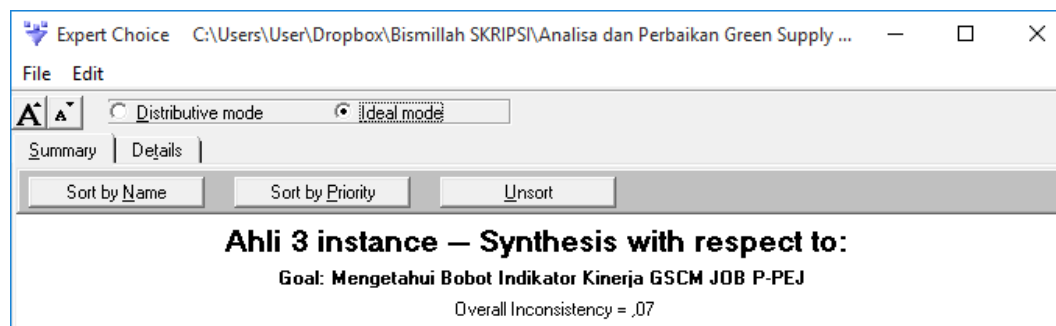 Expert Choice C:\Users\User\Dropbox\Bismillah SKRIPSI\Analisa dan Perbaikan Green Supply ...
File Edit
A A Distributive mode Ideal mode
Summary Details
Sort by Name Sort by Priority Unsort
Ahli 3 instance – Synthesis with respect to:
Goal: Mengetahui Bobot Indikator Kinerja GSCM JOB P-PEJ
Overall Inconsistency = ,07